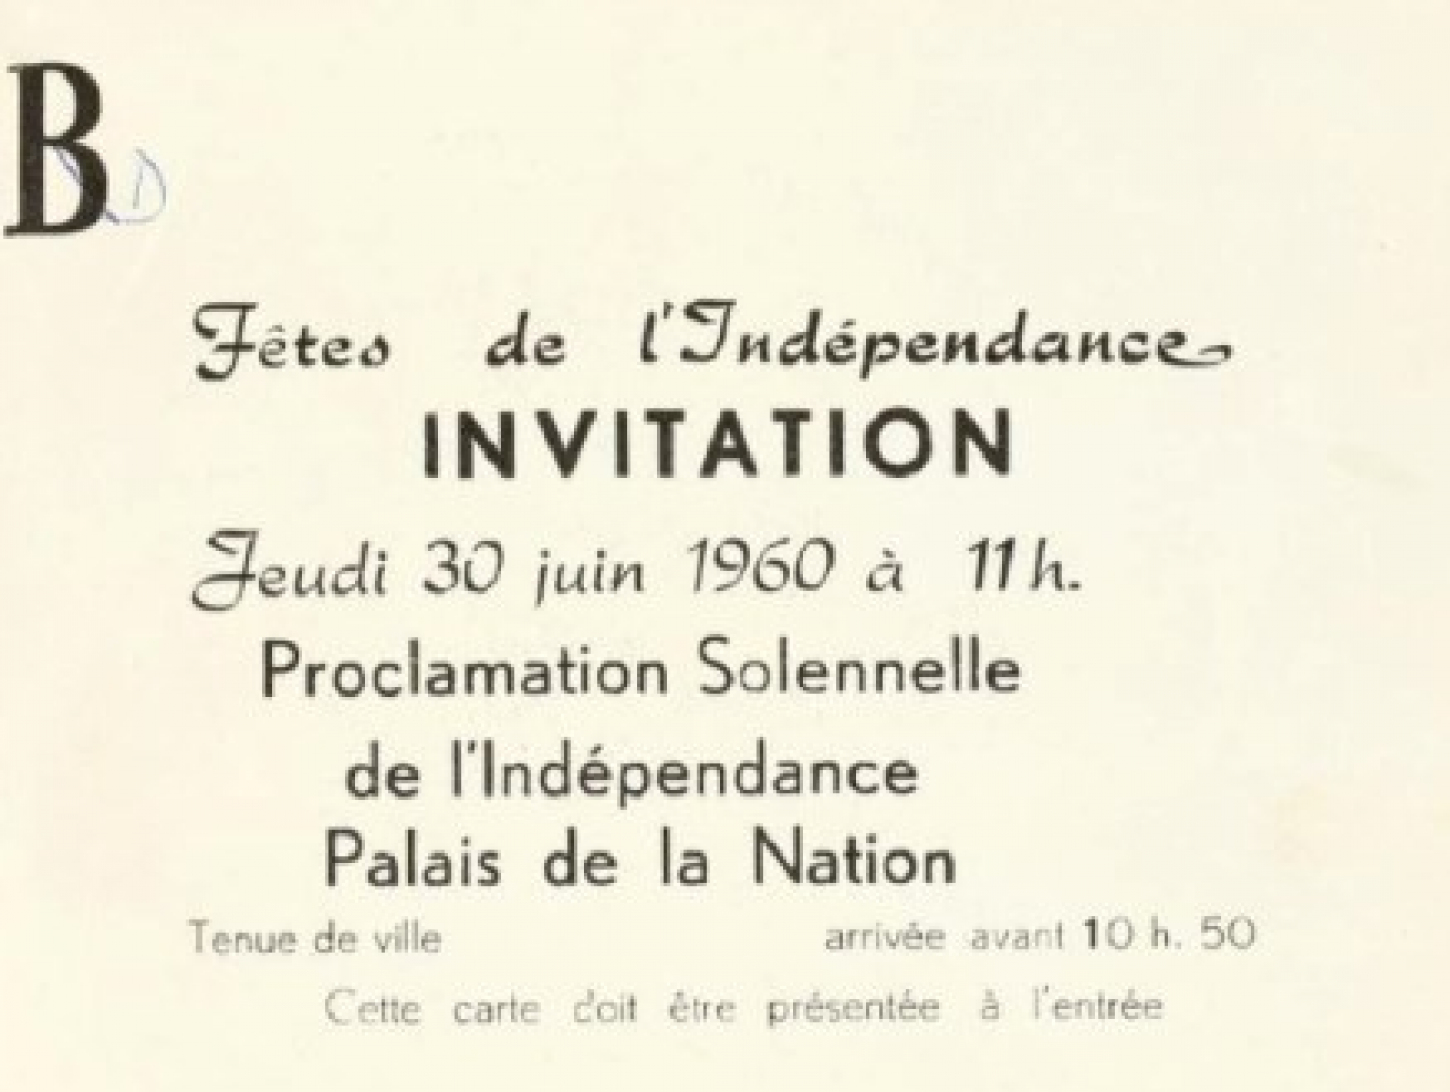 B
Fêtes de l'Indépendance
INVITATION
Jeudi 30 juin 1960 à 11 h.
Proclamation Solennelle
de l'Indépendance
Palais de la Nation
Tenue de ville arrivée avant 10 h. 50
Cette carte doit être présentée à l'entrée